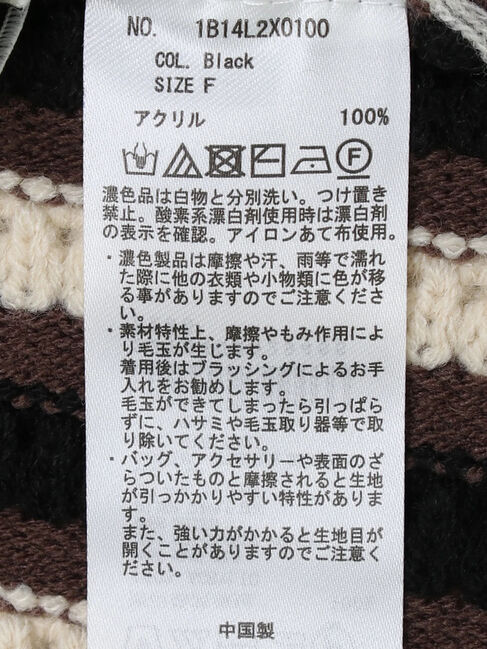 NO. 1B14L2X0100
COL. Black
SIZE F
アクリル 100%
濃色品は白物と分別洗い。つけ置き
禁止。酸素系漂白剤使用時は漂白剤
の表示を確認。アイロンあて布使用。
・濃色製品は摩擦や汗、雨等で濡れ
た際に他の衣類や小物類に色が移
る事がありますのでご注意くださ
い。
・素材特性上、摩擦やもみ作用によ
り毛玉が生じます。
着用後はブラッシングによるお手
入れをお勧めします。
毛玉ができてしまったら引っぱら
ずに、ハサミや毛玉取り器等で取
り除いてください。
・バッグ、アクセサリーや表面のざ
らついたものと摩擦されると生地
が引っかかりやすい特性がありま
す。
また、強い力がかかると生地目が
開くことがありますのでご注意く
ださい。
中国製